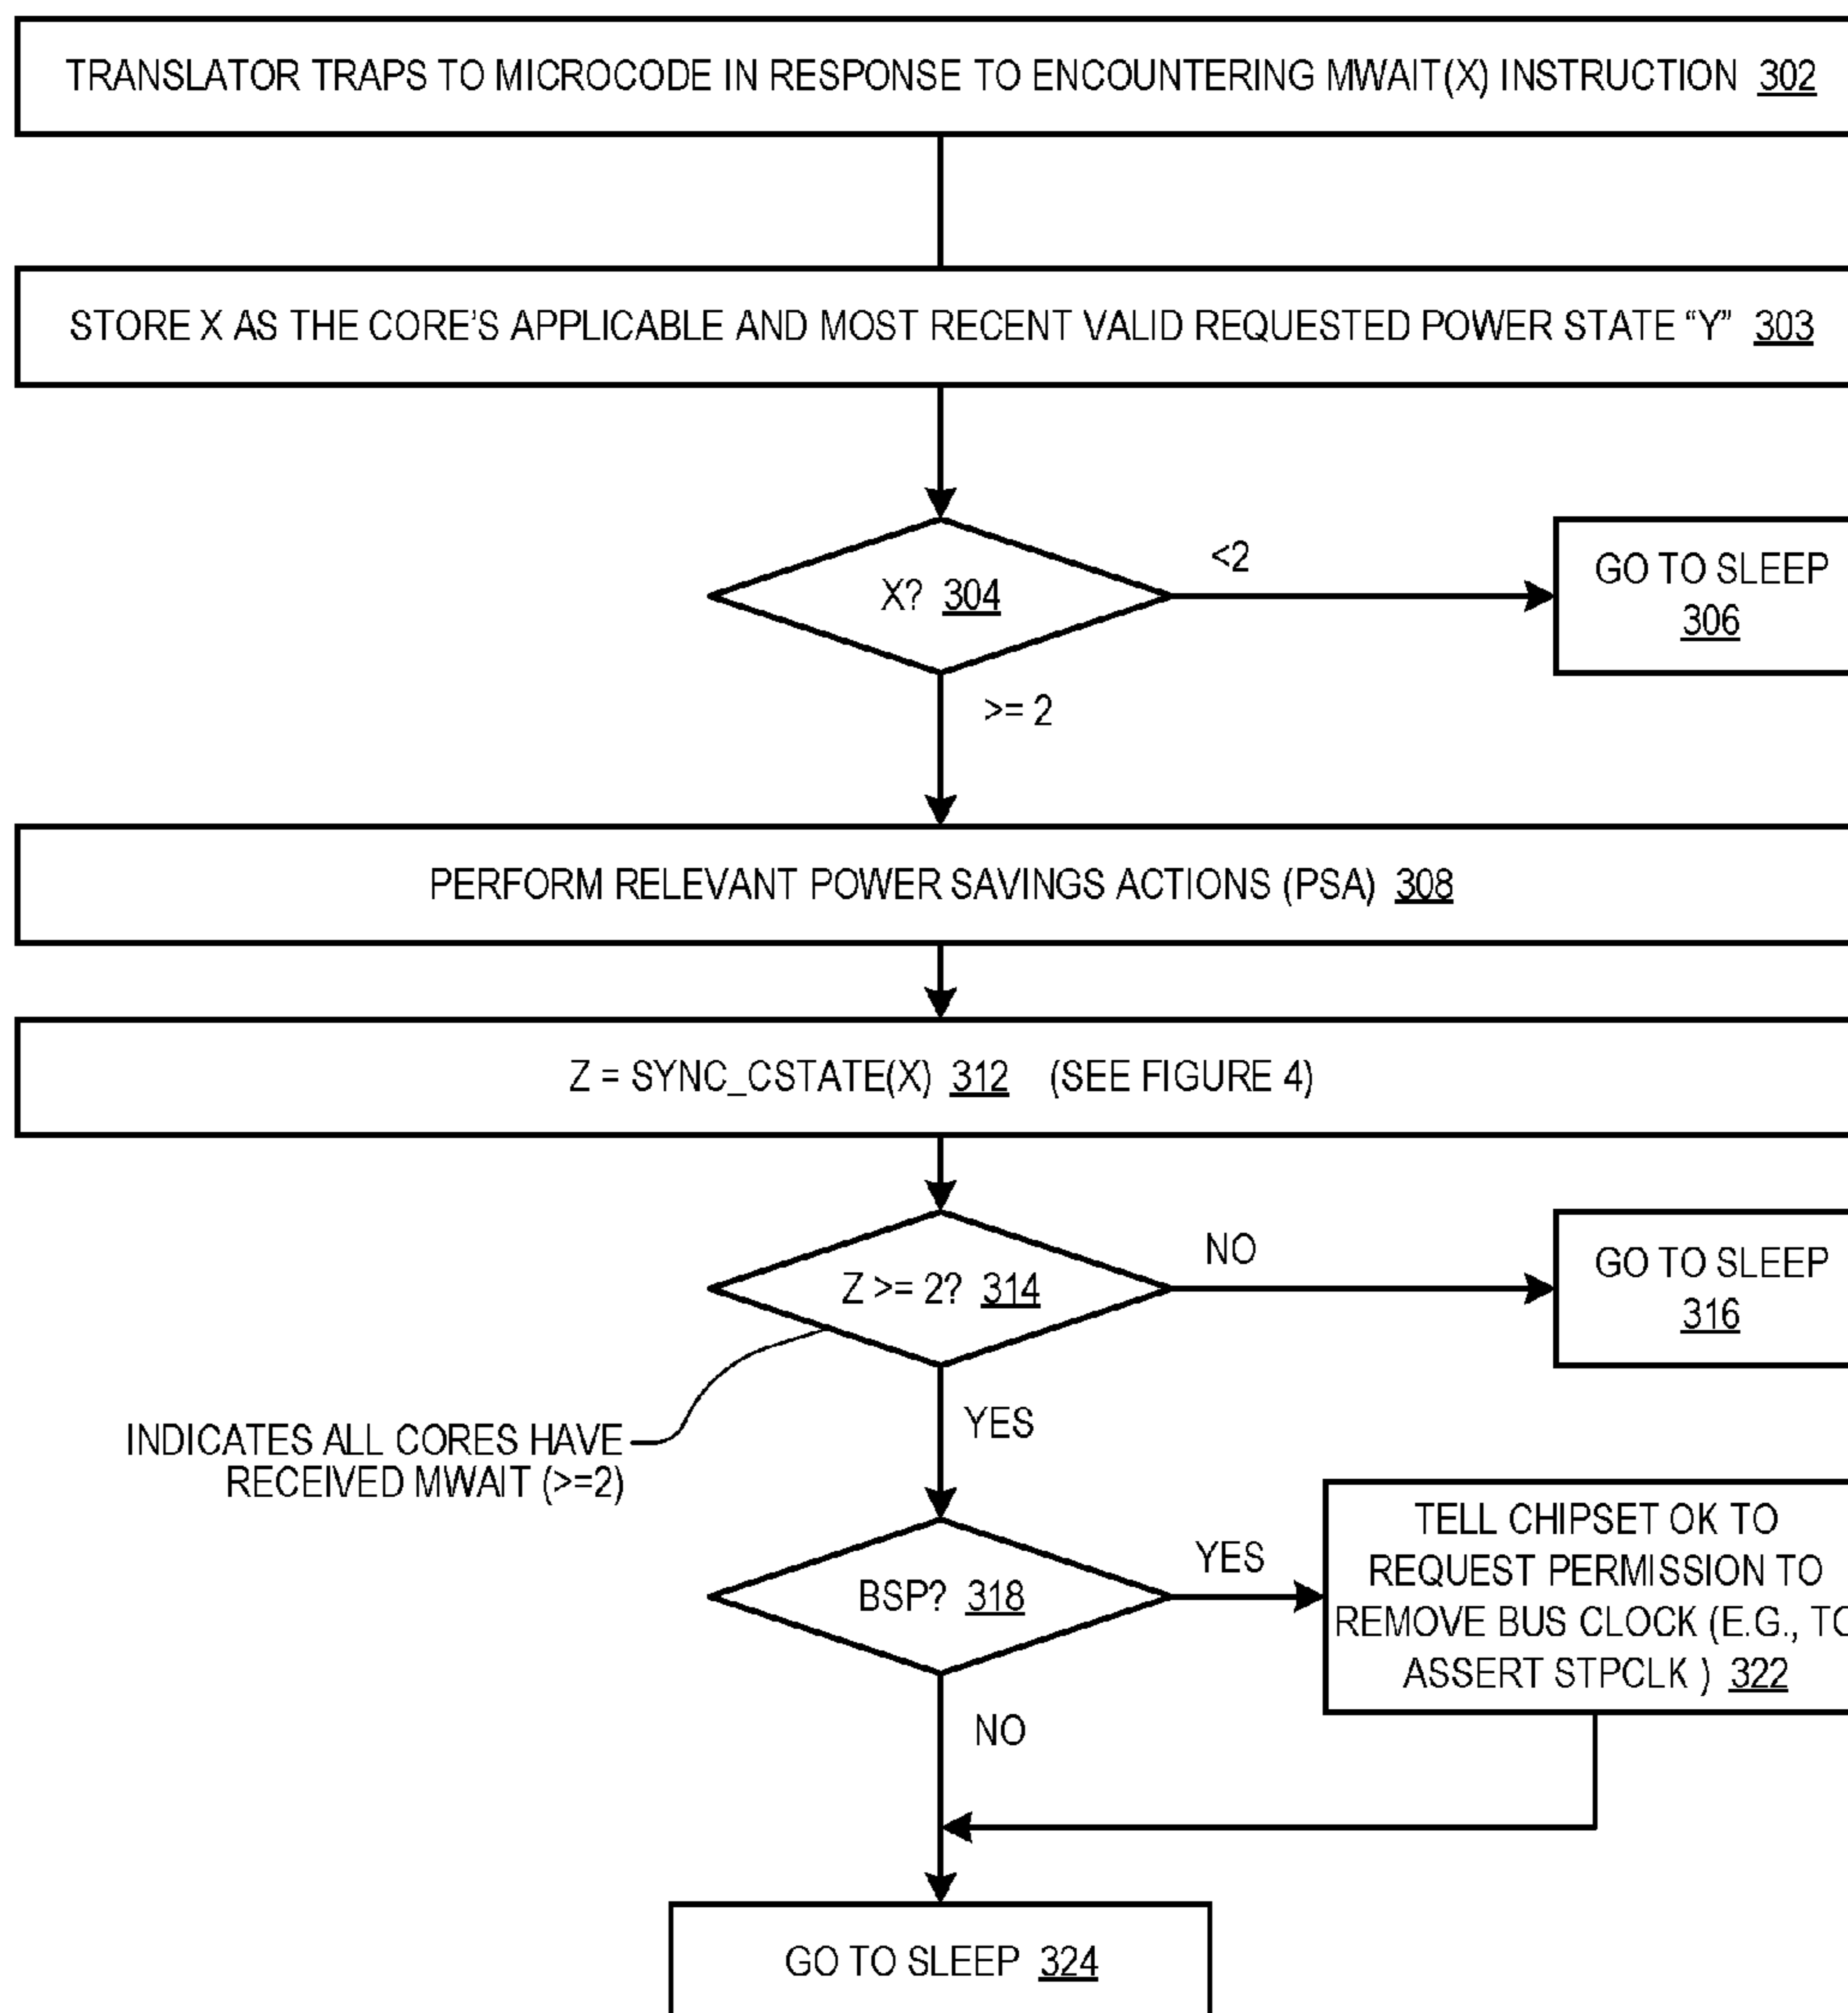 TRANSLATOR TRAPS TO MICROCODE IN RESPONSE TO ENCOUNTERING MWAIT(X) INSTRUCTION 302
STORE X AS THE CORE'S APPLICABLE AND MOST RECENT VALID REQUESTED POWER STATE “Y” 303
X? 304
<2
GO TO SLEEP
306
>= 2
PERFORM RELEVANT POWER SAVINGS ACTIONS (PSA) 308
Z = SYNC_CSTATE(X) 312 (SEE FIGURE 4)
Z >= 2? 314
NO
GO TO SLEEP
316
INDICATES ALL CORES HAVE
RECEIVED MWAIT (>=2)
YES
BSP? 318
YES
TELL CHIPSET OK TO
REQUEST PERMISSION TO
REMOVE BUS CLOCK (E.G., TO
ASSERT STPCLK ) 322
NO
GO TO SLEEP 324